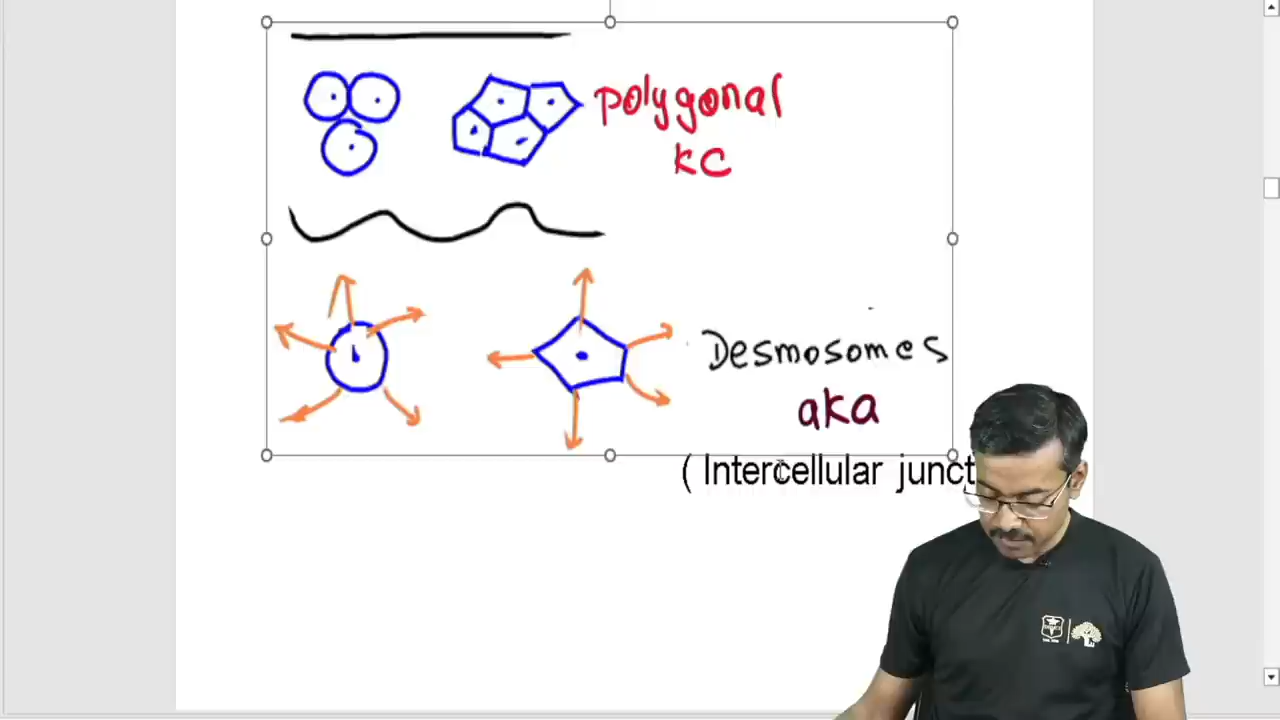 polygonal
KC
Desmosomes
aka
( Intercellular junct